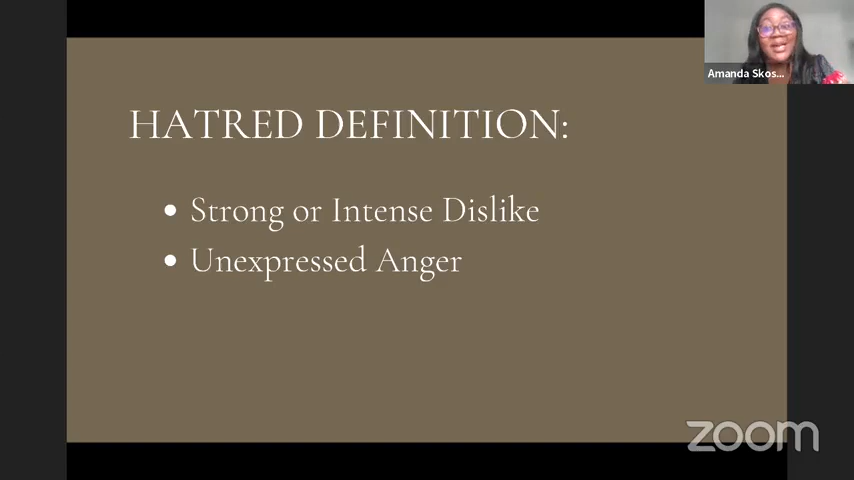 Amanda Skos...
HATRED DEFINITION:
• Strong or Intense Dislike
• Unexpressed Anger
zoom